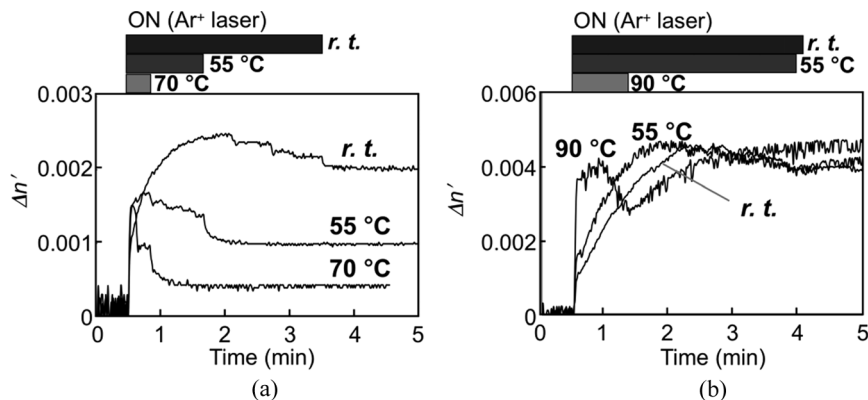 ON (Ar⁺ laser)
r. t.
55 °C
70 °C
0.003
0.002
0.001
0
Δn′
r. t.
55 °C
70 °C
0 1 2 3 4 5
Time (min)
(a)
ON (Ar⁺ laser)
r. t.
55 °C
90 °C
0.006
0.004
0.002
0
Δn′
90 °C 55 °C
r. t.
0 1 2 3 4 5
Time (min)
(b)